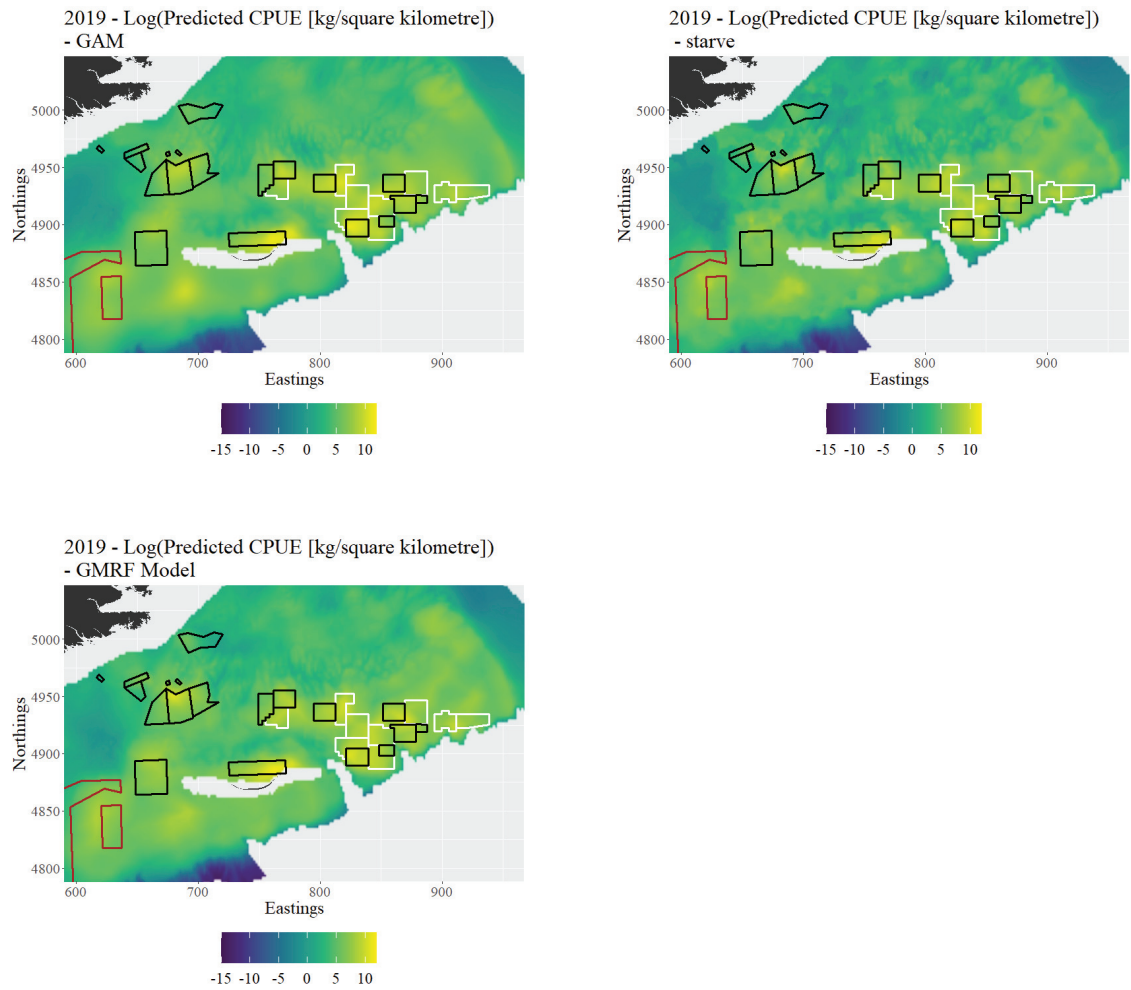 2019 - Log(Predicted CPUE [kg/square kilometre])
- GAM
Northings
5000
4950
4900
4850
4800
600 700 800 900
Eastings
-15 -10 -5 0 5 10
2019 - Log(Predicted CPUE [kg/square kilometre])
- starve
Northings
5000
4950
4900
4850
4800
600 700 800 900
Eastings
-15 -10 -5 0 5 10
2019 - Log(Predicted CPUE [kg/square kilometre])
- GMRF Model
Northings
5000
4950
4900
4850
4800
600 700 800 900
Eastings
-15 -10 -5 0 5 10